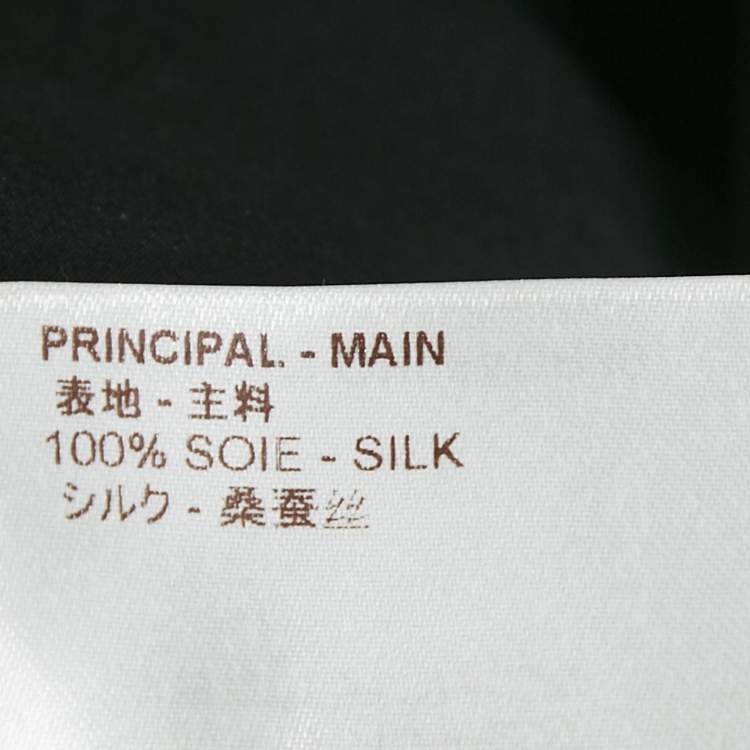 PRINCIPAL - MAIN
表地 - 主料
100% SOIE - SILK
シルク - 桑蚕丝